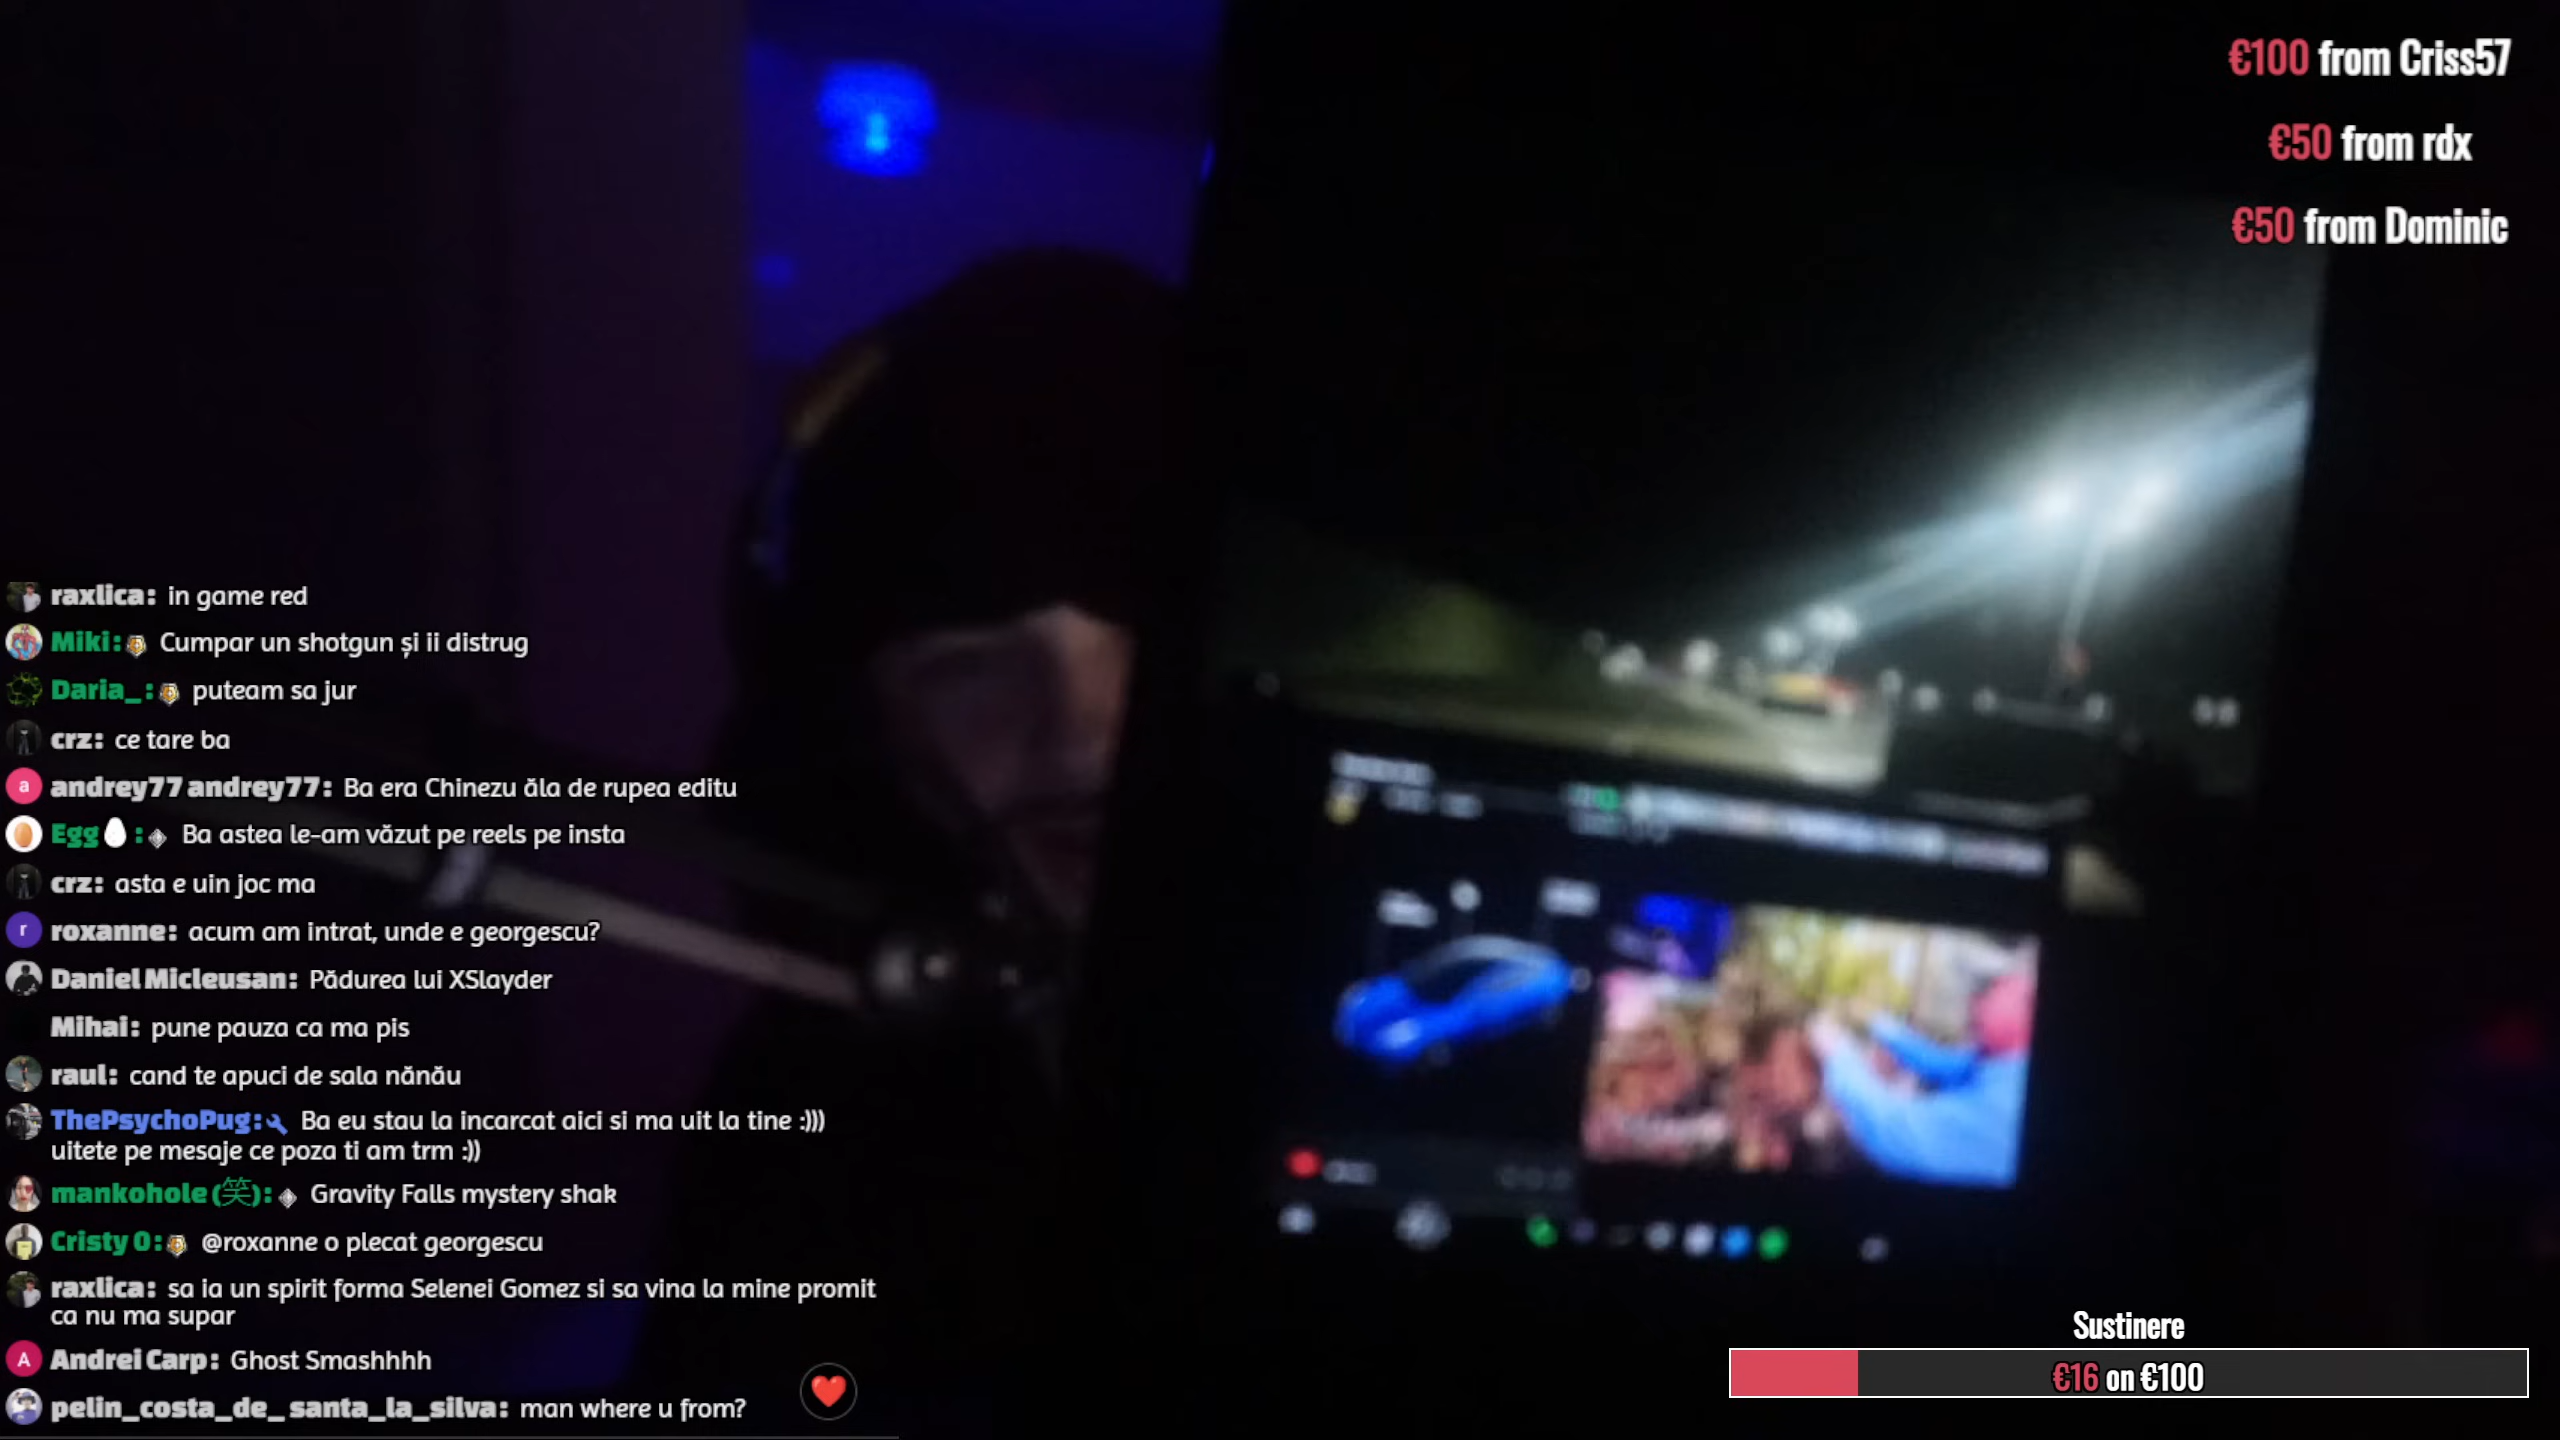 €100 from Criss57
€50 from rdx
€50 from Dominic
raxlica: in game red
Miki: Cumpar un shotgun și ii distrug
Daria_: puteam sa jur
crz: ce tare ba
a andrey77 andrey77: Ba era Chinezu ăla de rupea editu
Egg: Ba astea le-am văzut pe reels pe insta
crz: asta e uin joc ma
r roxanne: acum am intrat, unde e georgescu?
Daniel Micleusan: Pădurea lui XSlayder
Mihai: pune pauza ca ma pis
raul: cand te apuci de sala nănău
ThePsychoPug: Ba eu stau la incarcat aici si ma uit la tine :)))
uitete pe mesaje ce poza ti am trm :))
mankohole (笑): Gravity Falls mystery shak
Cristy O: @roxanne o plecat georgescu
raxlica: sa ia un spirit forma Selenei Gomez si sa vina la mine promit
ca nu ma supar
A Andrei Carp: Ghost Smashhhh
pelin_costa_de_santa_la_silva: man where u from?
Sustinere
€16 on €100